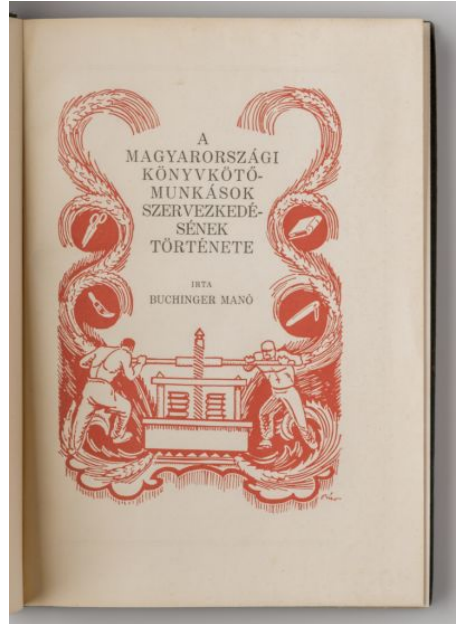 A
MAGYARORSZÁGI
KÖNYVKÖTŐ-
MUNKÁSOK
SZERVEZKEDÉ-
SÉNEK
TÖRTÉNETE
IRTA
BUCHINGER MANÓ